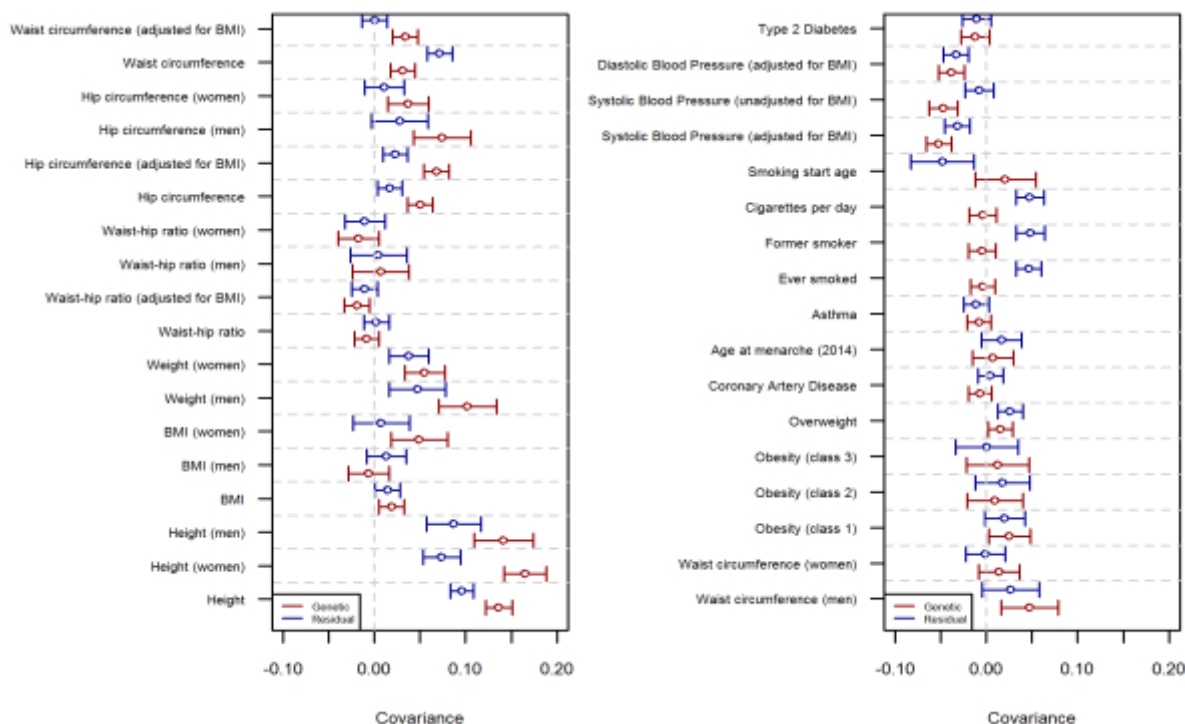 Waist circumference (adjusted for BMI)
Waist circumference
Hip circumference (women)
Hip circumference (men)
Hip circumference (adjusted for BMI)
Hip circumference
Waist-hip ratio (women)
Waist-hip ratio (men)
Waist-hip ratio (adjusted for BMI)
Waist-hip ratio
Weight (women)
Weight (men)
BMI (women)
BMI (men)
BMI
Height (men)
Height (women)
Height
Genetic
Residual
-0.10 0.00 0.10 0.20
Covariance
Type 2 Diabetes
Diastolic Blood Pressure (adjusted for BMI)
Systolic Blood Pressure (unadjusted for BMI)
Systolic Blood Pressure (adjusted for BMI)
Smoking start age
Cigarettes per day
Former smoker
Ever smoked
Asthma
Age at menarche (2014)
Coronary Artery Disease
Overweight
Obesity (class 3)
Obesity (class 2)
Obesity (class 1)
Waist circumference (women)
Waist circumference (men)
Genetic
Residual
-0.10 0.00 0.10 0.20
Covariance